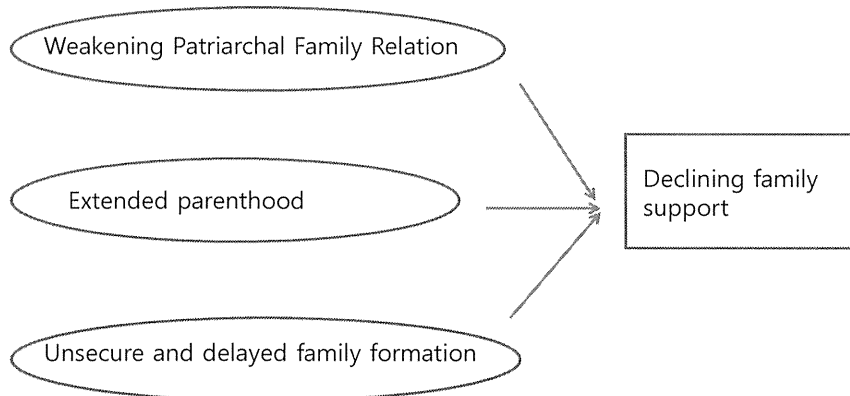 Weakening Patriarchal Family Relation
Extended parenthood
Declining family
support
Unsecure and delayed family formation